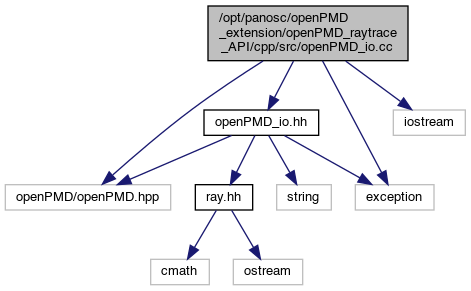 /opt/panosc/openPMD
_extension/openPMD_raytrace
_API/cpp/src/openPMD_io.cc
openPMD_io.hh
iostream
openPMD/openPMD.hpp
ray.hh
string
exception
cmath
ostream